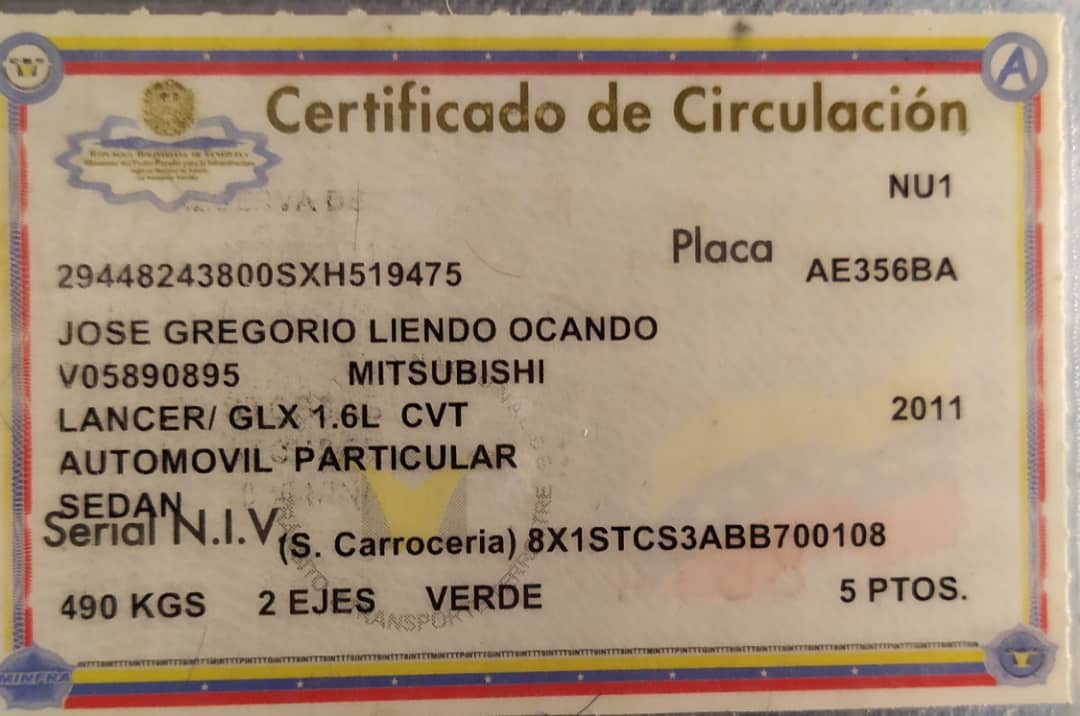 A
Certificado de Circulación
REPÚBLICA BOLIVARIANA DE VENEZUELA
NU1
Placa
AE356BA
29448243800SXH519475
JOSE GREGORIO LIENDO OCANDO
V05890895 MITSUBISHI
LANCER/ GLX 1.6L CVT
2011
AUTOMOVIL PARTICULAR
SEDAN
Serial N.I.V
(S. Carroceria) 8X1STCS3ABB700108
490 KGS 2 EJES VERDE
5 PTOS.
MINFRA